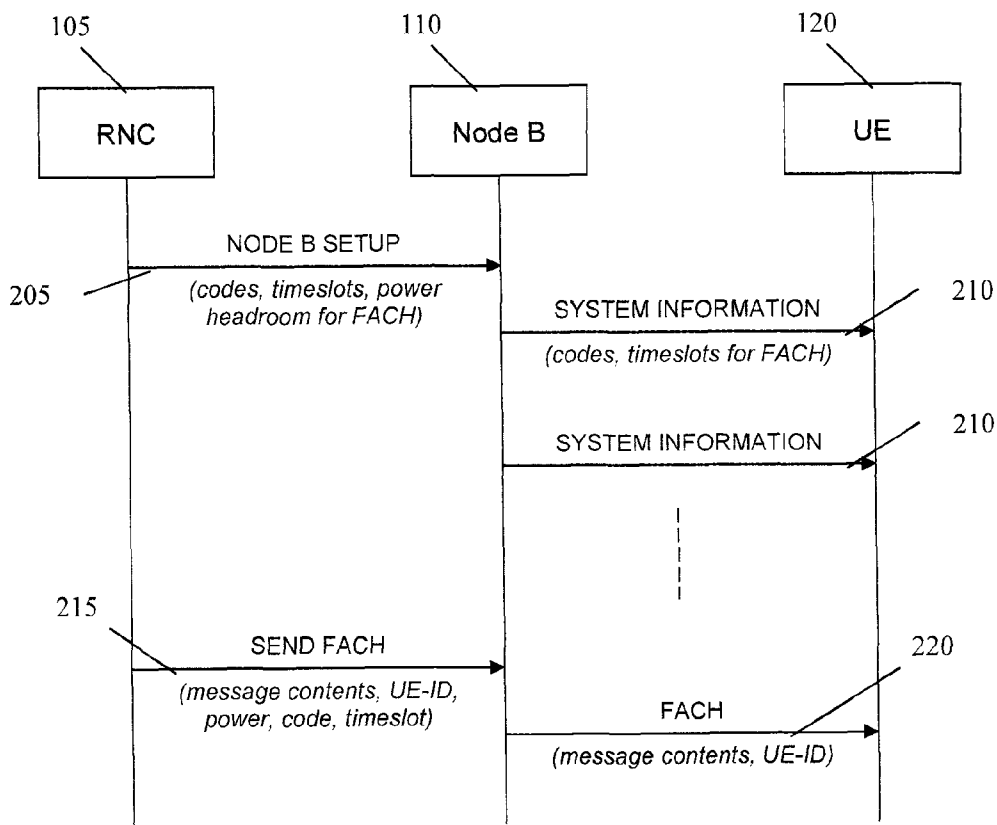 105
110
120
RNC
Node B
UE
NODE B SETUP
205
(codes, timeslots, power
headroom for FACH)
210
SYSTEM INFORMATION
(codes, timeslots for FACH)
210
SYSTEM INFORMATION
215
SEND FACH
(message contents, UE-ID,
power, code, timeslot)
220
FACH
(message contents, UE-ID)